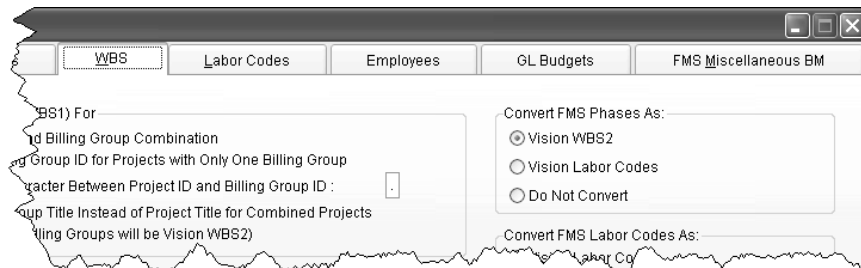 WBS Labor Codes Employees GL Budgets FMS Miscellaneous BM
BS1) For
d Billing Group Combination
g Group ID for Projects with Only One Billing Group
racter Between Project ID and Billing Group ID : .
oup Title Instead of Project Title for Combined Projects
lling Groups will be Vision WBS2)
Convert FMS Phases As:
Vision WBS2
Vision Labor Codes
Do Not Convert
Convert FMS Labor Codes As: